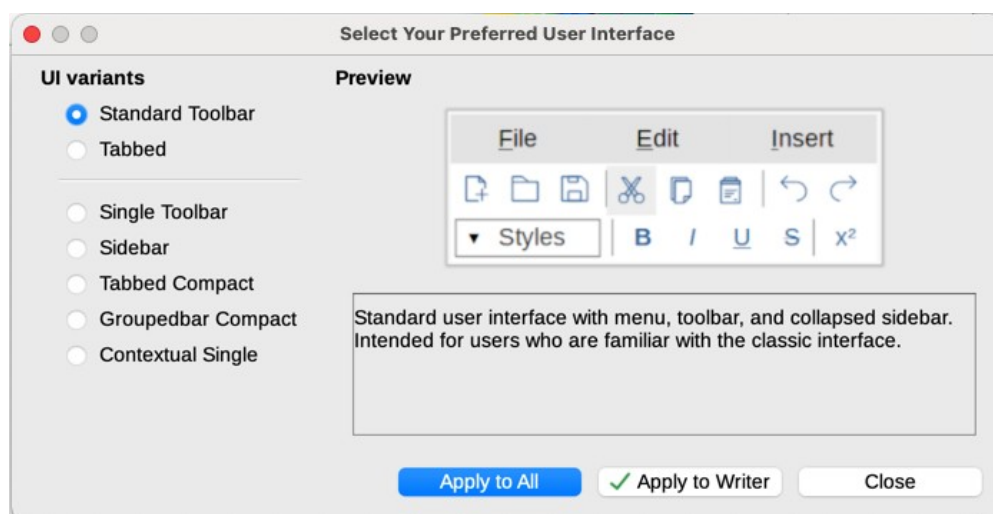 Select Your Preferred User Interface
UI variants
Standard Toolbar
Tabbed
Single Toolbar
Sidebar
Tabbed Compact
Groupedbar Compact
Contextual Single
Preview
File Edit Insert
Styles B I U S x²
Standard user interface with menu, toolbar, and collapsed sidebar.
Intended for users who are familiar with the classic interface.
Apply to All Apply to Writer Close